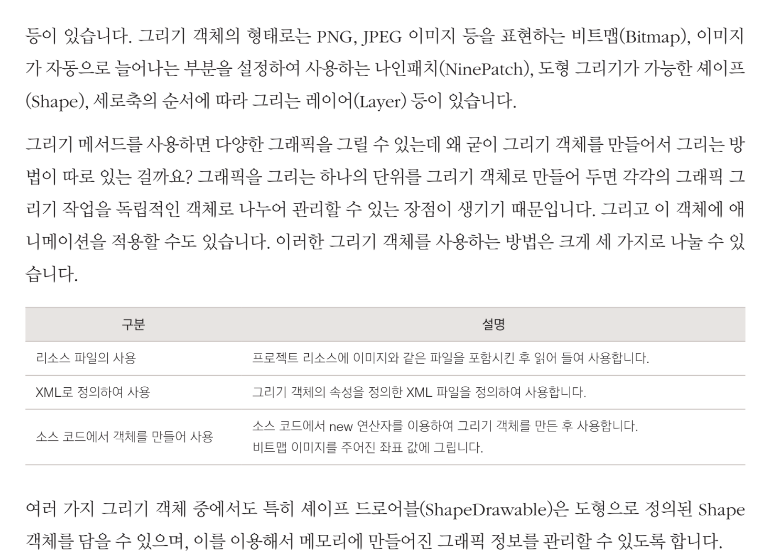 등이 있습니다. 그리기 객체의 형태로는 PNG, JPEG 이미지 등을 표현하는 비트맵(Bitmap), 이미지
가 자동으로 늘어나는 부분을 설정하여 사용하는 나인패치(NinePatch), 도형 그리기가 가능한 셰이프
(Shape), 세로축의 순서에 따라 그리는 레이어(Layer) 등이 있습니다.
그리기 메서드를 사용하면 다양한 그래픽을 그릴 수 있는데 왜 굳이 그리기 객체를 만들어서 그리는 방
법이 따로 있는 걸까요? 그래픽을 그리는 하나의 단위를 그리기 객체로 만들어 두면 각각의 그래픽 그
리기 작업을 독립적인 객체로 나누어 관리할 수 있는 장점이 생기기 때문입니다. 그리고 이 객체에 애
니메이션을 적용할 수도 있습니다. 이러한 그리기 객체를 사용하는 방법은 크게 세 가지로 나눌 수 있
습니다.
구분 설명
리소스 파일의 사용 프로젝트 리소스에 이미지와 같은 파일을 포함시킨 후 읽어 들여 사용합니다.
XML로 정의하여 사용 그리기 객체의 속성을 정의한 XML 파일을 정의하여 사용합니다.
소스 코드에서 객체를 만들어 사용 소스 코드에서 new 연산자를 이용하여 그리기 객체를 만든 후 사용합니다.
비트맵 이미지를 주어진 좌표 값에 그립니다.
여러 가지 그리기 객체 중에서도 특히 셰이프 드로어블(ShapeDrawable)은 도형으로 정의된 Shape
객체를 담을 수 있으며, 이를 이용해서 메모리에 만들어진 그래픽 정보를 관리할 수 있도록 합니다.